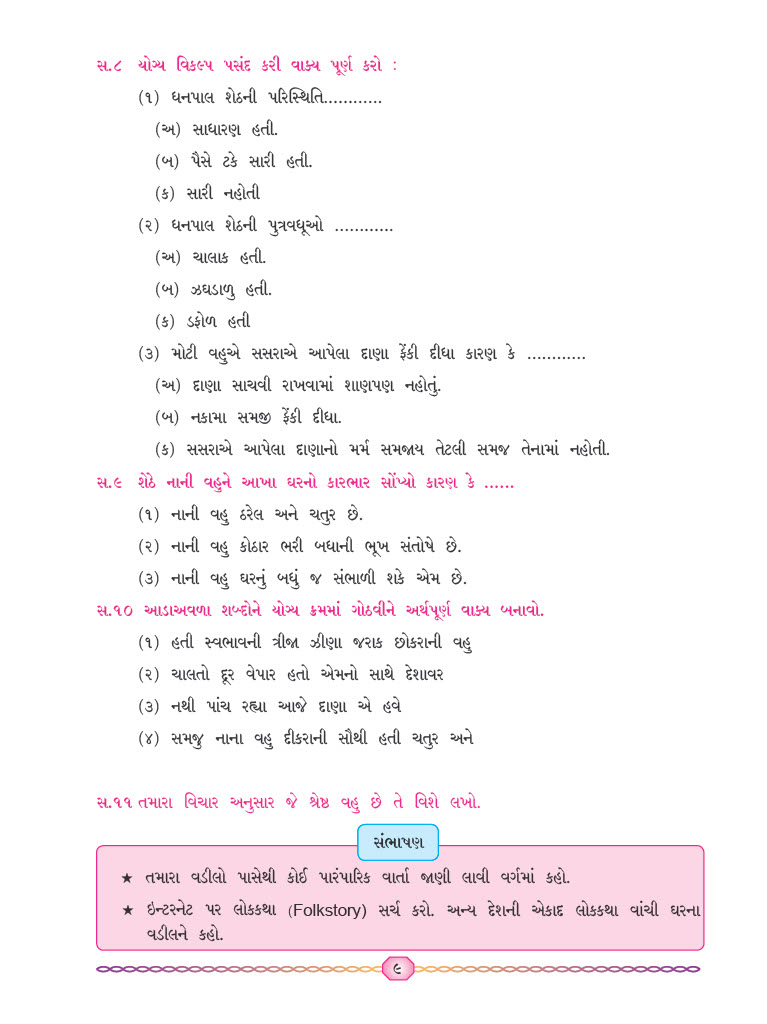 સ.૮ યોગ્ય વિકલ્પ પસંદ કરી વાક્ય પૂર્ણ કરો :
(૧) ધનપાલ શેઠની પરિસ્થિતિ............
(અ) સાધારણ હતી.
(બ) પૈસે ટકે સારી હતી.
(ક) સારી નહોતી
(૨) ધનપાલ શેઠની પુત્રવધૂઓ ............
(અ) ચાલાક હતી.
(બ) ઝઘડાળુ હતી.
(ક) ડફોળ હતી
(૩) મોટી વહુએ સસરાએ આપેલા દાણા ફેંકી દીધા કારણ કે ............
(અ) દાણા સાચવી રાખવામાં શાણપણ નહોતું.
(બ) નકામા સમજી ફેંકી દીધા.
(ક) સસરાએ આપેલા દાણાનો મર્મ સમજાય તેટલી સમજ તેનામાં નહોતી.
સ.૯ શેઠે નાની વહુને આખા ઘરનો કારભાર સોંપ્યો કારણ કે ......
(૧) નાની વહુ ઠરેલ અને ચતુર છે.
(૨) નાની વહુ કોઠાર ભરી બધાની ભૂખ સંતોષે છે.
(૩) નાની વહુ ઘરનું બધું જ સંભાળી શકે એમ છે.
સ.૧૦ આડાઅવળા શબ્દોને યોગ્ય ક્રમમાં ગોઠવીને અર્થપૂર્ણ વાક્ય બનાવો.
(૧) હતી સ્વભાવની ત્રીજા ઝીણા જરાક છોકરાની વહુ
(૨) ચાલતો દૂર વેપાર હતો એમનો સાથે દેશાવર
(૩) નથી પાંચ રહ્યા આજે દાણા એ હવે
(૪) સમજુ નાના વહુ દીકરાની સૌથી હતી ચતુર અને
સ.૧૧ તમારા વિચાર અનુસાર જે શ્રેષ્ઠ વહુ છે તે વિશે લખો.
સંભાષણ
★ તમારા વડીલો પાસેથી કોઈ પારંપારિક વાર્તા જાણી લાવી વર્ગમાં કહો.
★ ઇન્ટરનેટ પર લોકકથા (Folkstory) સર્ચ કરો. અન્ય દેશની એકાદ લોકકથા વાંચી ઘરના
વડીલને કહો.
૯